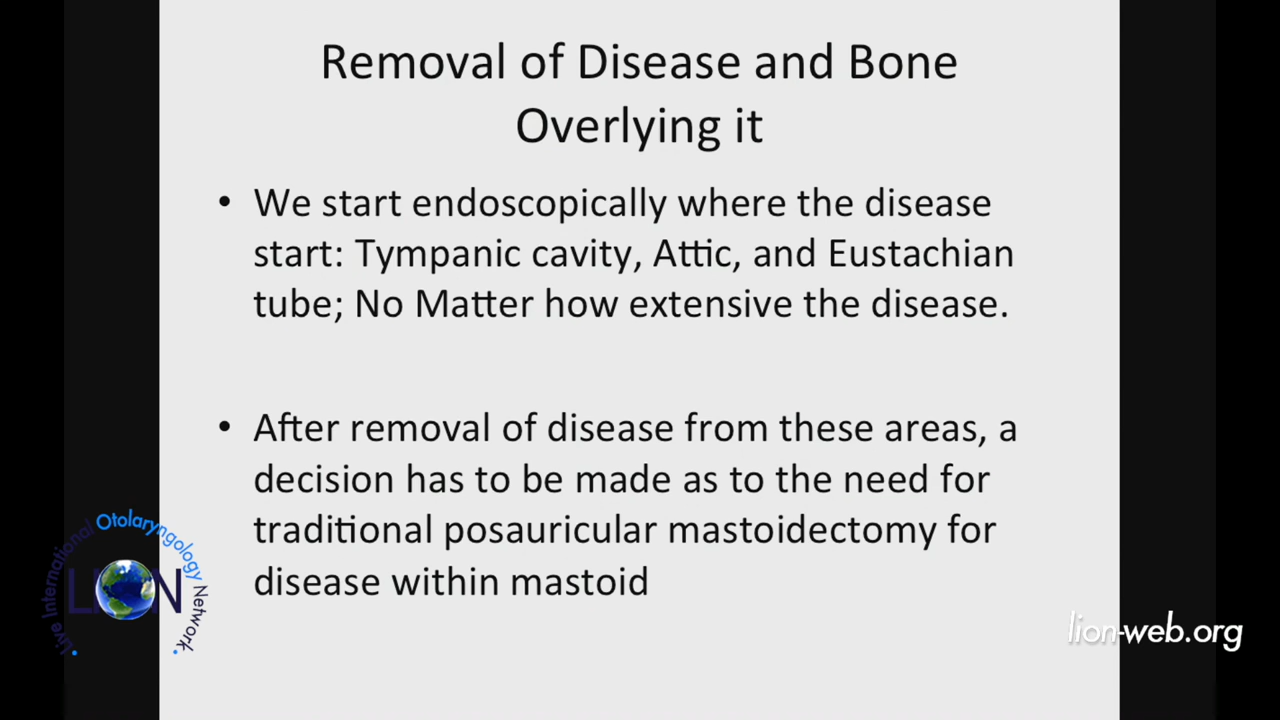 Removal of Disease and Bone
Overlying it
• We start endoscopically where the disease
start: Tympanic cavity, Attic, and Eustachian
tube; No Matter how extensive the disease.
• After removal of disease from these areas, a
decision has to be made as to the need for
traditional posauricular mastoidectomy for
disease within mastoid
Live International Otolaryngology Network
LION
lion-web.org